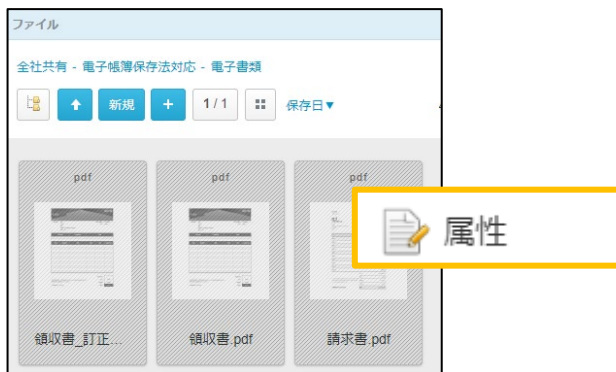 ファイル
全社共有 - 電子帳簿保存法対応 - 電子書類
新規 + 1 / 1 保存日▼
pdf pdf pdf
属性
領収書_訂正... 領収書.pdf 請求書.pdf